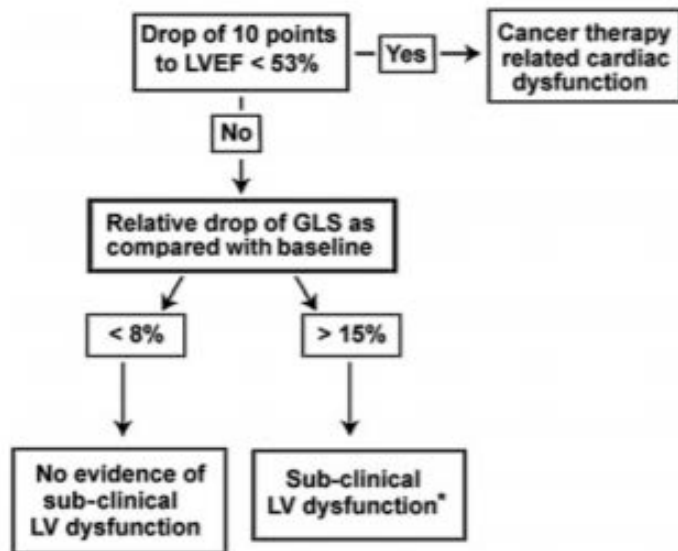 Drop of 10 points
to LVEF < 53%
Yes
Cancer therapy
related cardiac
dysfunction
No
Relative drop of GLS as
compared with baseline
< 8%
> 15%
No evidence of
sub-clinical
LV dysfunction
Sub-clinical
LV dysfunction*